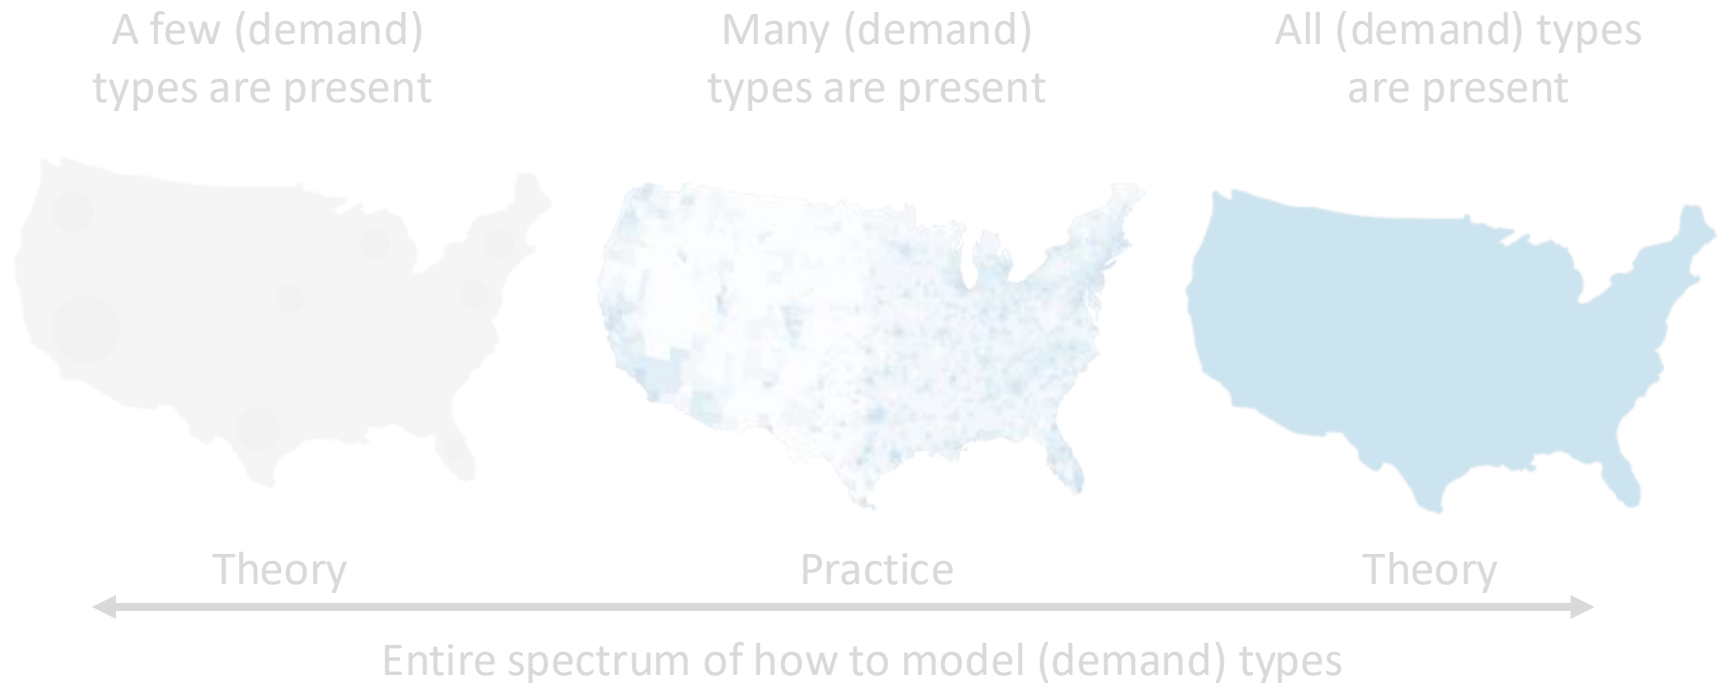 A few (demand)
types are present
Many (demand)
types are present
All (demand) types
are present
Theory
Practice
Theory
Entire spectrum of how to model (demand) types